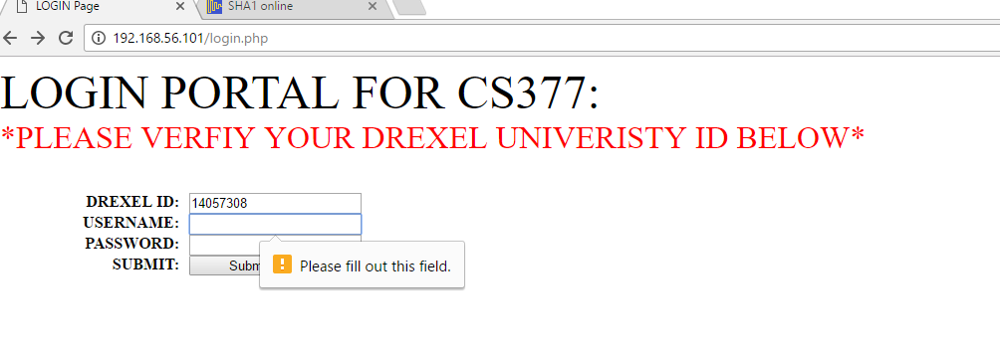 LOGIN Page
SHA1 online
192.168.56.101/login.php
LOGIN PORTAL FOR CS377:
*PLEASE VERFIY YOUR DREXEL UNIVERISTY ID BELOW*
DREXEL ID: 14057308
USERNAME:
PASSWORD:
SUBMIT: Subm
Please fill out this field.